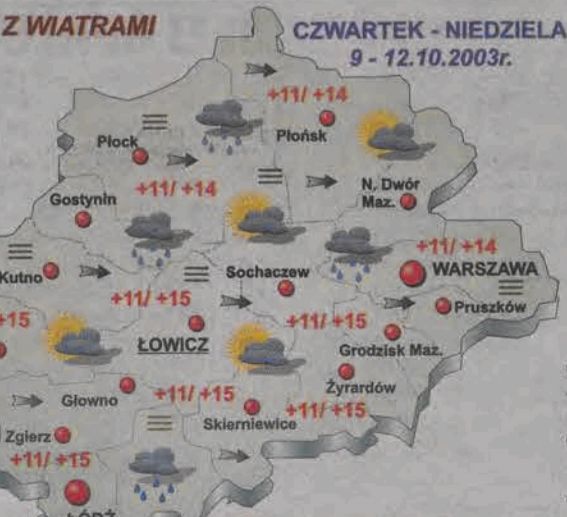 Z WIATRAMI
CZWARTEK - NIEDZIELA
9 - 12.10.2003r.
+11/ +14
Płońsk
Płock
+11/ +14
N. Dwór
Maz.
Gostynin
+11/ +14
WARSZAWA
Kutno
Sochaczew
+11/ +15
Pruszków
+15
+11/ +15
ŁOWICZ
Grodzisk Maz.
Żyrardów
Głowno
+11/ +15
+11/ +15
Skierniewice
Zgierz
+11/ +15
ŁÓDŹ